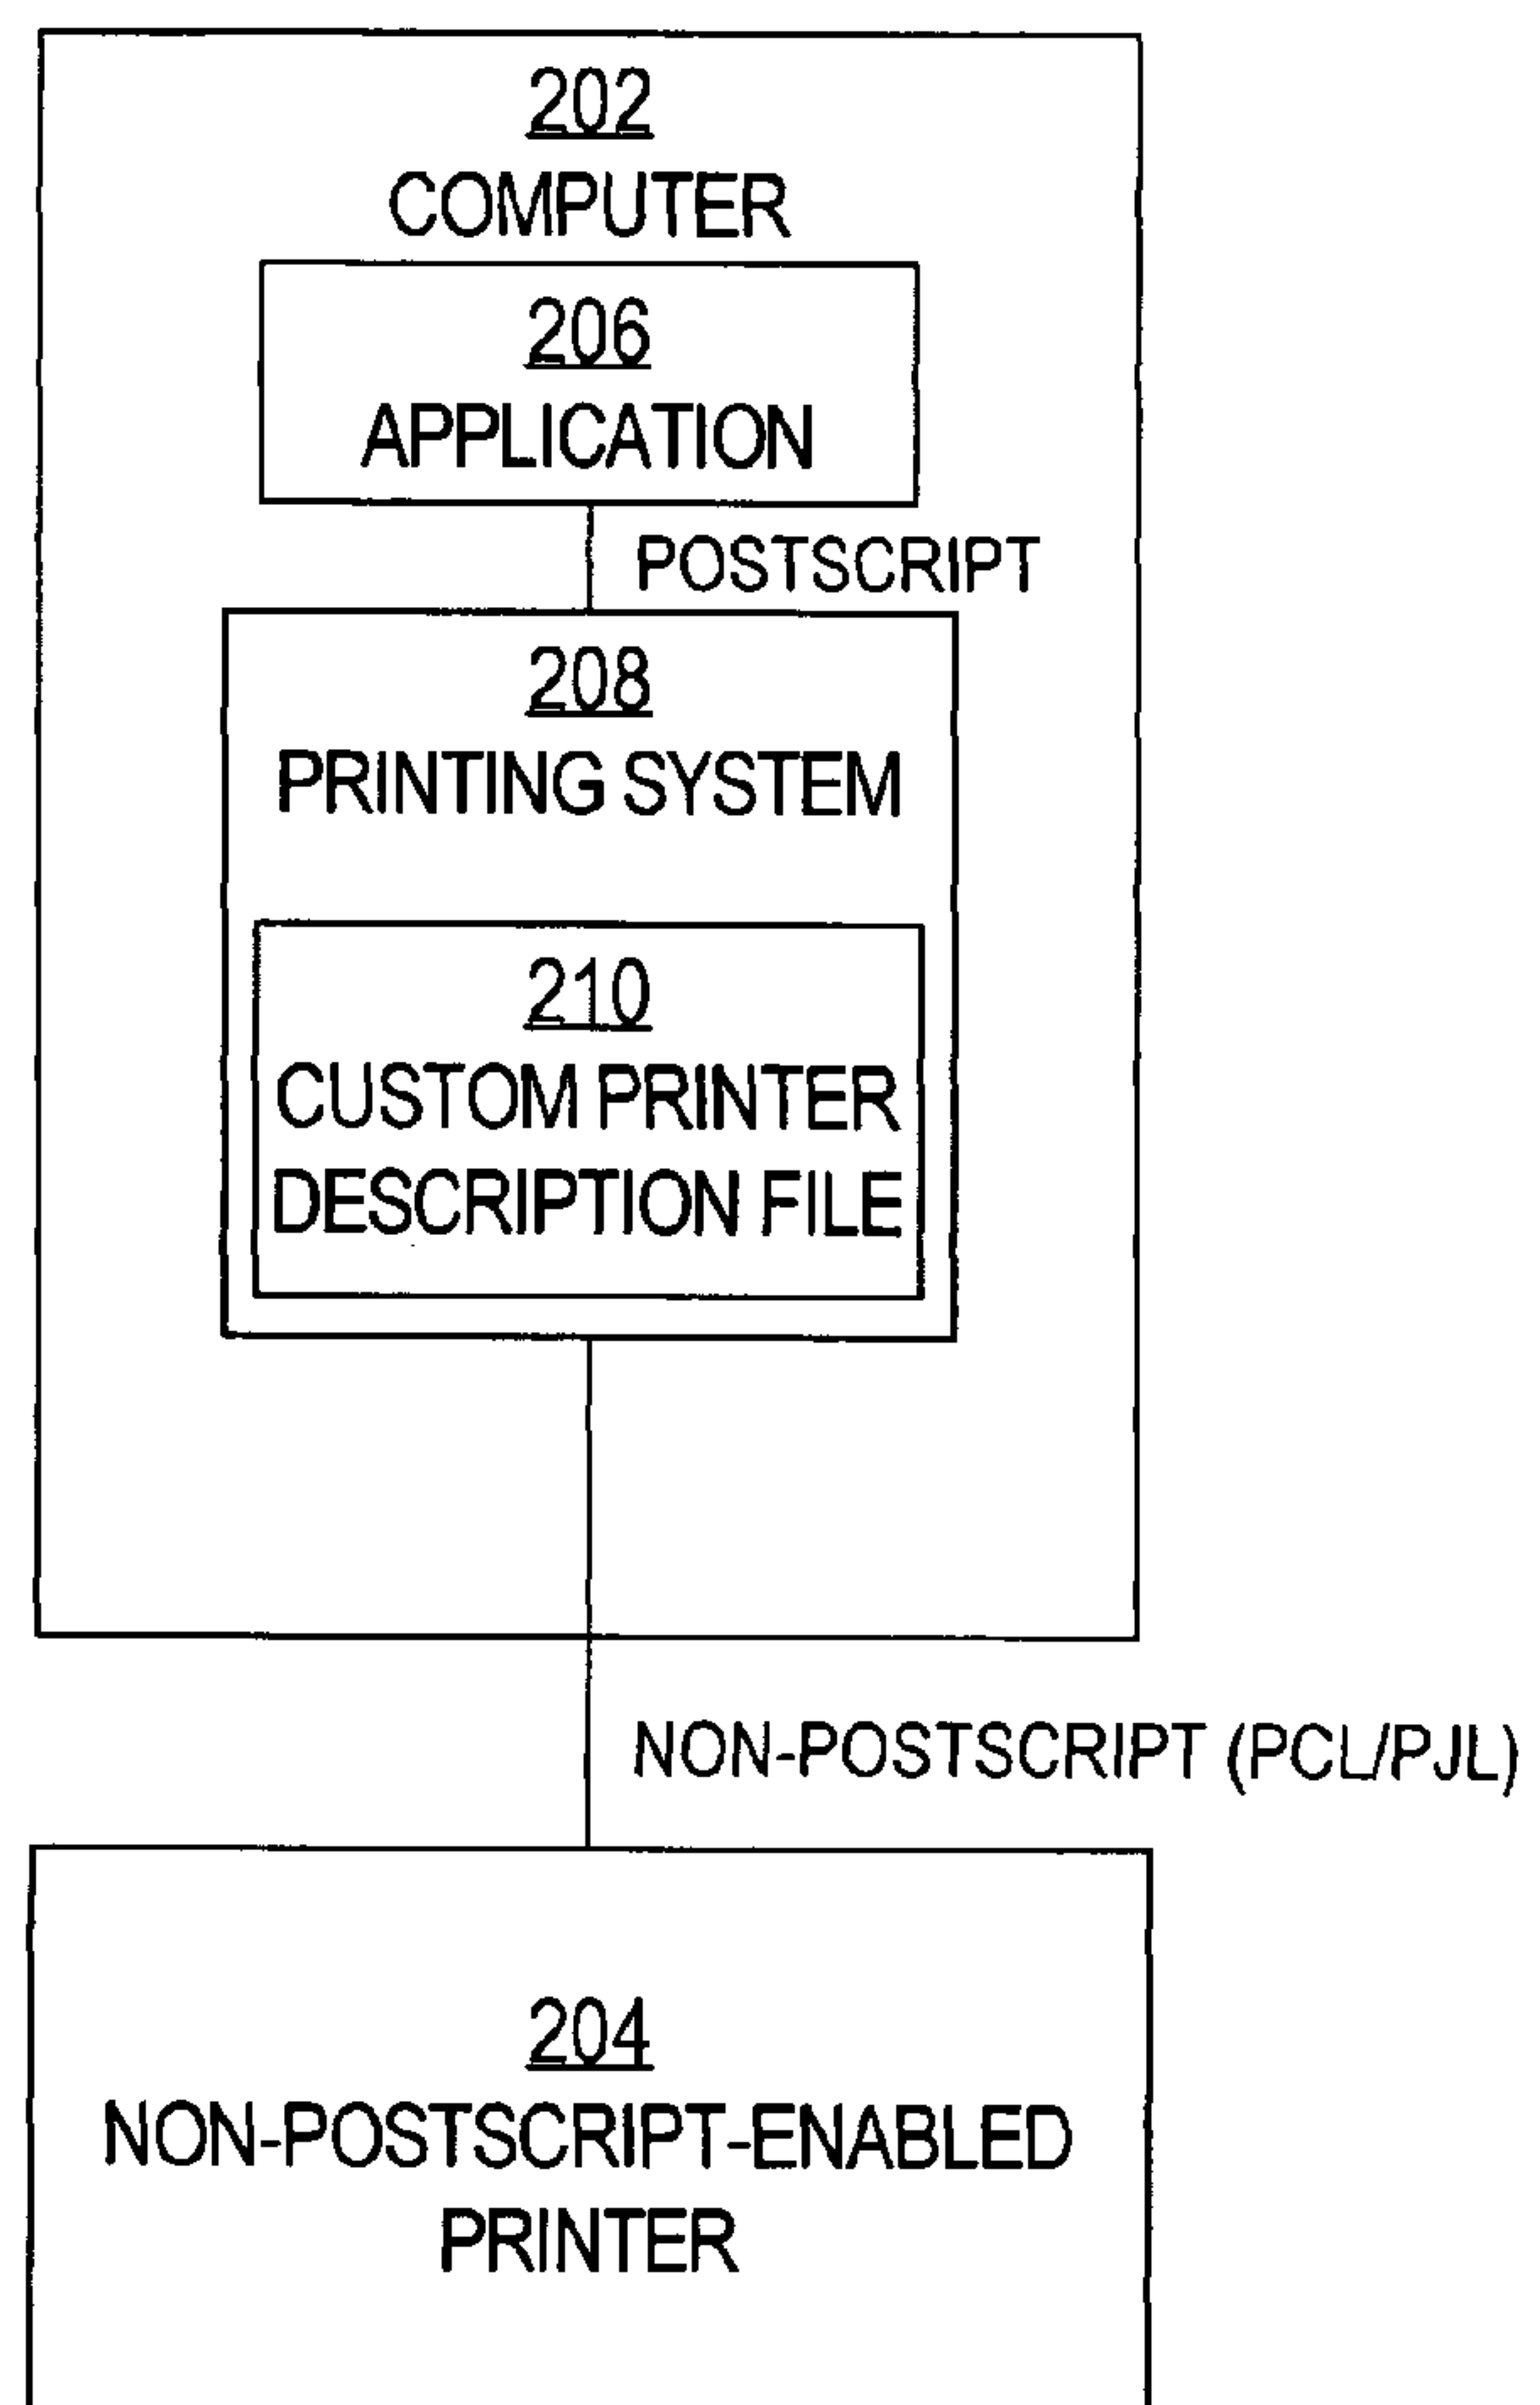 202
COMPUTER
206
APPLICATION
POSTSCRIPT
208
PRINTING SYSTEM
210
CUSTOM PRINTER
DESCRIPTION FILE
NON-POSTSCRIPT (PCL/PJL)
204
NON-POSTSCRIPT-ENABLED
PRINTER